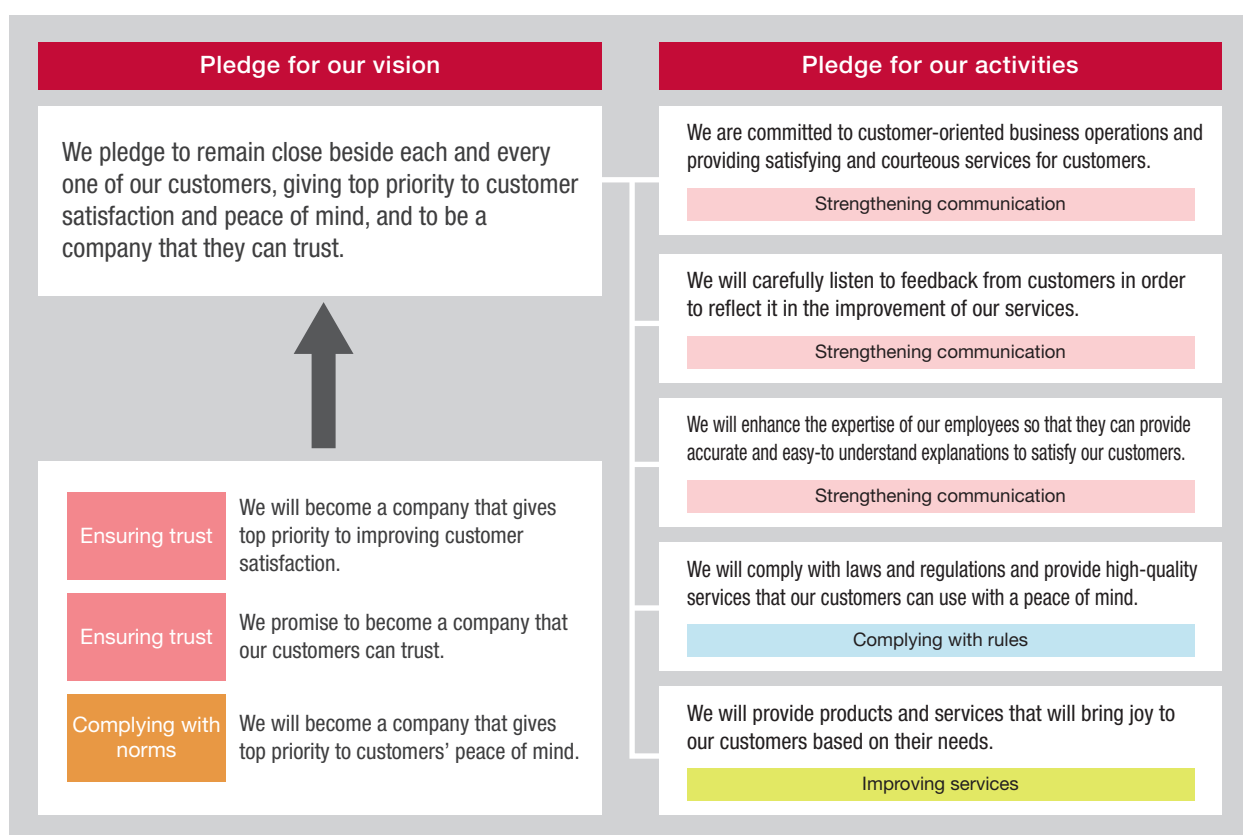 Pledge for our vision
We pledge to remain close beside each and every
one of our customers, giving top priority to customer
satisfaction and peace of mind, and to be a
company that they can trust.
Ensuring trust
We will become a company that gives
top priority to improving customer
satisfaction.
Ensuring trust
We promise to become a company that
our customers can trust.
Complying with
norms
We will become a company that gives
top priority to customers’ peace of mind.
Pledge for our activities
We are committed to customer-oriented business operations and
providing satisfying and courteous services for customers.
Strengthening communication
We will carefully listen to feedback from customers in order
to reflect it in the improvement of our services.
Strengthening communication
We will enhance the expertise of our employees so that they can provide
accurate and easy-to understand explanations to satisfy our customers.
Strengthening communication
We will comply with laws and regulations and provide high-quality
services that our customers can use with a peace of mind.
Complying with rules
We will provide products and services that will bring joy to
our customers based on their needs.
Improving services